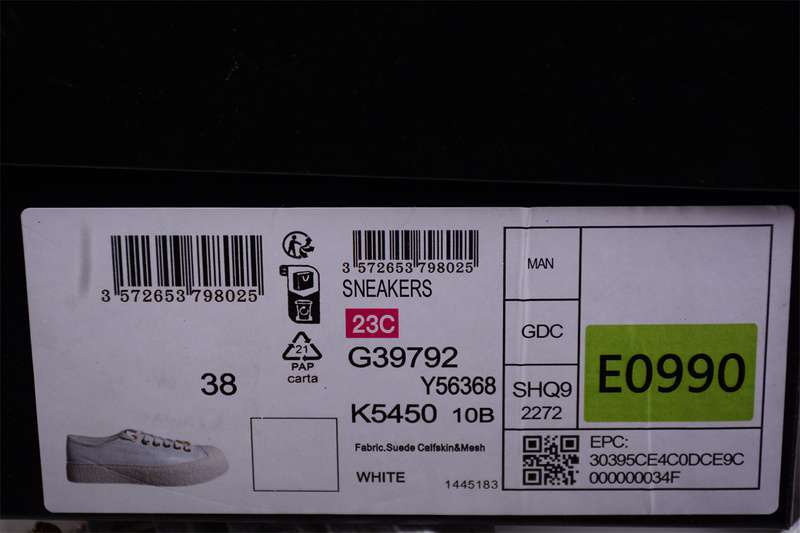 3 572653 798025
38
21
PAP
carta
3 572653 798025
SNEAKERS
23C
G39792
Y56368
K5450 10B
Fabric.Suede Calfskin&Mesh
WHITE
1445183
MAN
GDC
SHQ9
2272
E0990
EPC:
30395CE4C0DCE9C
000000034F